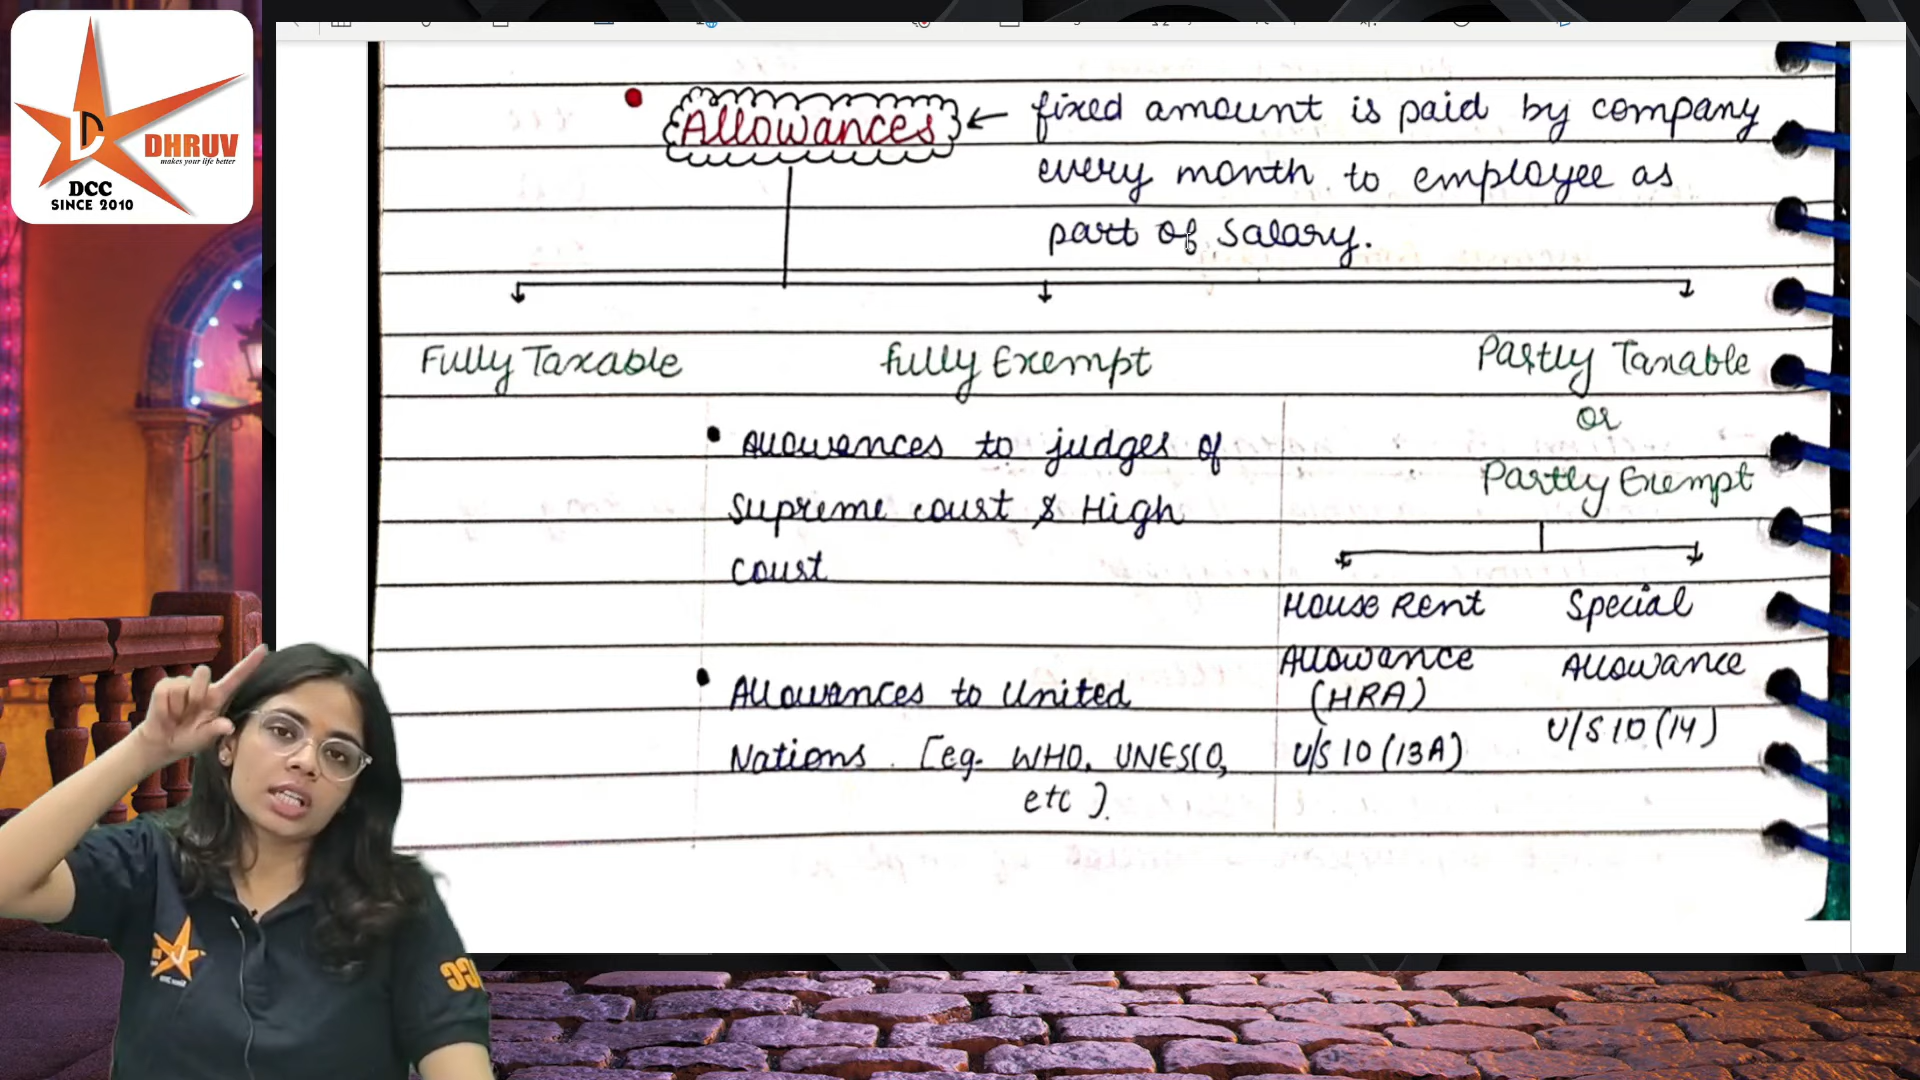 DHRUV
makes your life better
DCC
SINCE 2010
Allowances ← fixed amount is paid by company
every month to employee as
part of Salary.
Fully Taxable
fully Exempt
Partly Taxable
or
Partly Exempt
• Allowances to judges of
Supreme court & High
court
• Allowances to United
Nations. [eg. WHO, UNESCO,
etc].
House Rent
Allowance
(HRA)
U/S 10 (13A)
Special
Allowance
U/S 10 (14)